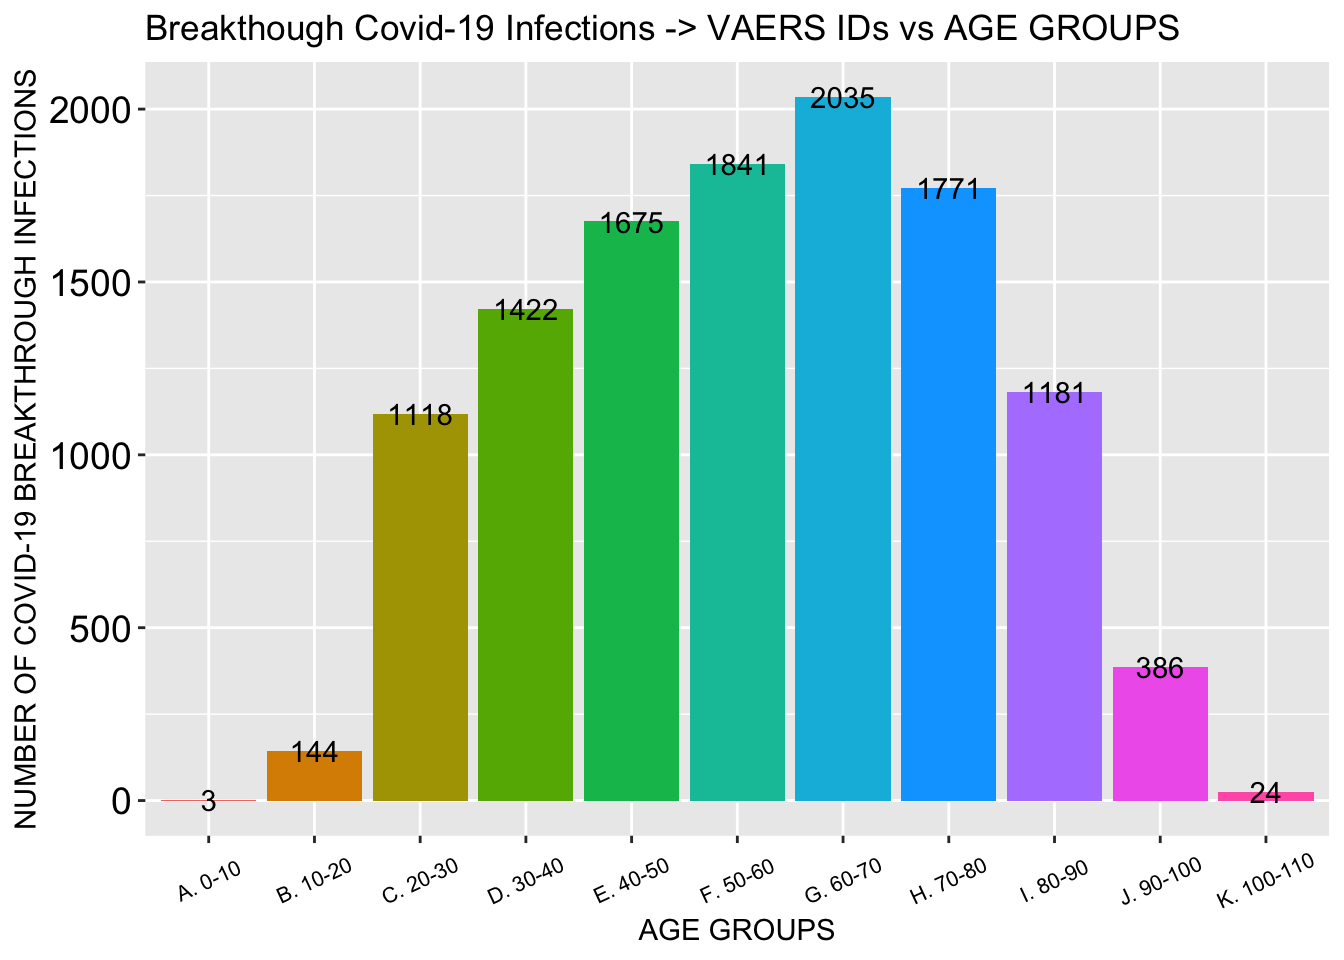 Breakthough Covid-19 Infections -> VAERS IDs vs AGE GROUPS
NUMBER OF COVID-19 BREAKTHROUGH INFECTIONS
2000
1500
1000
500
0
3
144
1118
1422
1675
1841
2035
1771
1181
386
24
A. 0-10
B. 10-20
C. 20-30
D. 30-40
E. 40-50
F. 50-60
G. 60-70
H. 70-80
I. 80-90
J. 90-100
K. 100-110
AGE GROUPS